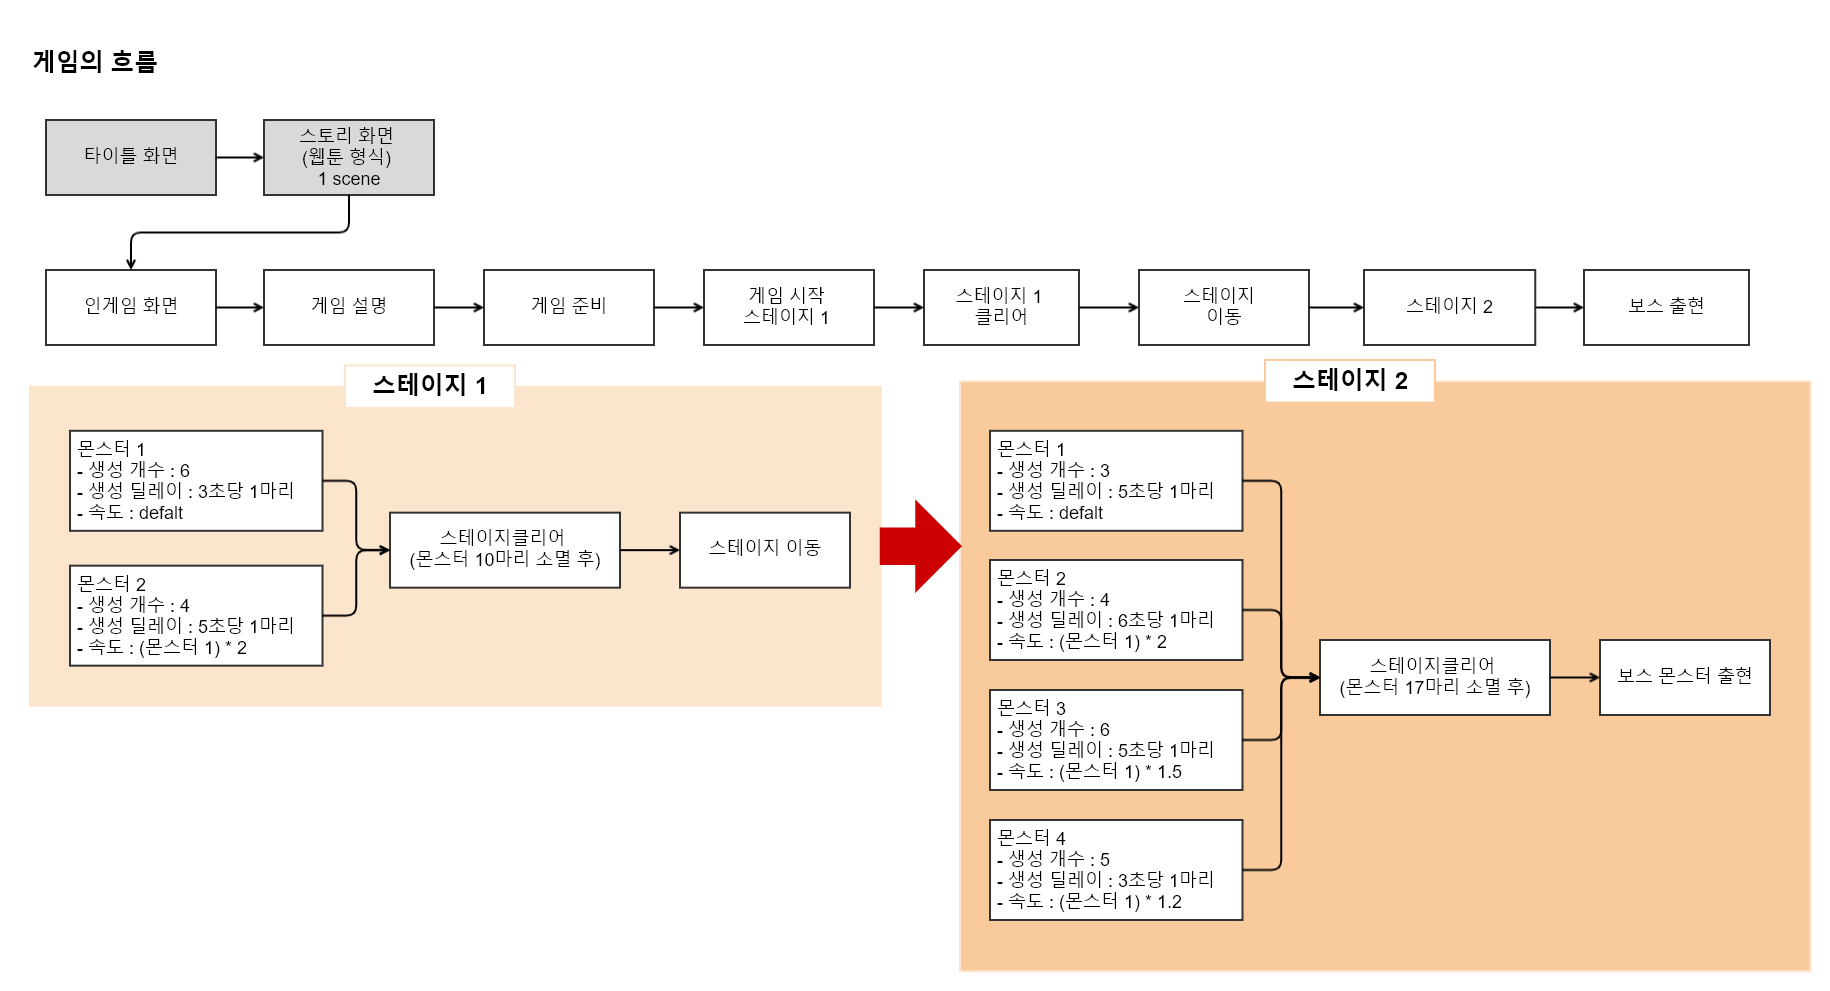 게임의 흐름
타이틀 화면
스토리 화면
(웹툰 형식)
1 scene
인게임 화면
게임 설명
게임 준비
게임 시작
스테이지 1
스테이지 1
클리어
스테이지
이동
스테이지 2
보스 출현
스테이지 1
몬스터 1
- 생성 개수 : 6
- 생성 딜레이 : 3초당 1마리
- 속도 : defalt
몬스터 2
- 생성 개수 : 4
- 생성 딜레이 : 5초당 1마리
- 속도 : (몬스터 1) * 2
스테이지클리어
(몬스터 10마리 소멸 후)
스테이지 이동
스테이지 2
몬스터 1
- 생성 개수 : 3
- 생성 딜레이 : 5초당 1마리
- 속도 : defalt
몬스터 2
- 생성 개수 : 4
- 생성 딜레이 : 6초당 1마리
- 속도 : (몬스터 1) * 2
몬스터 3
- 생성 개수 : 6
- 생성 딜레이 : 5초당 1마리
- 속도 : (몬스터 1) * 1.5
몬스터 4
- 생성 개수 : 5
- 생성 딜레이 : 3초당 1마리
- 속도 : (몬스터 1) * 1.2
스테이지클리어
(몬스터 17마리 소멸 후)
보스 몬스터 출현